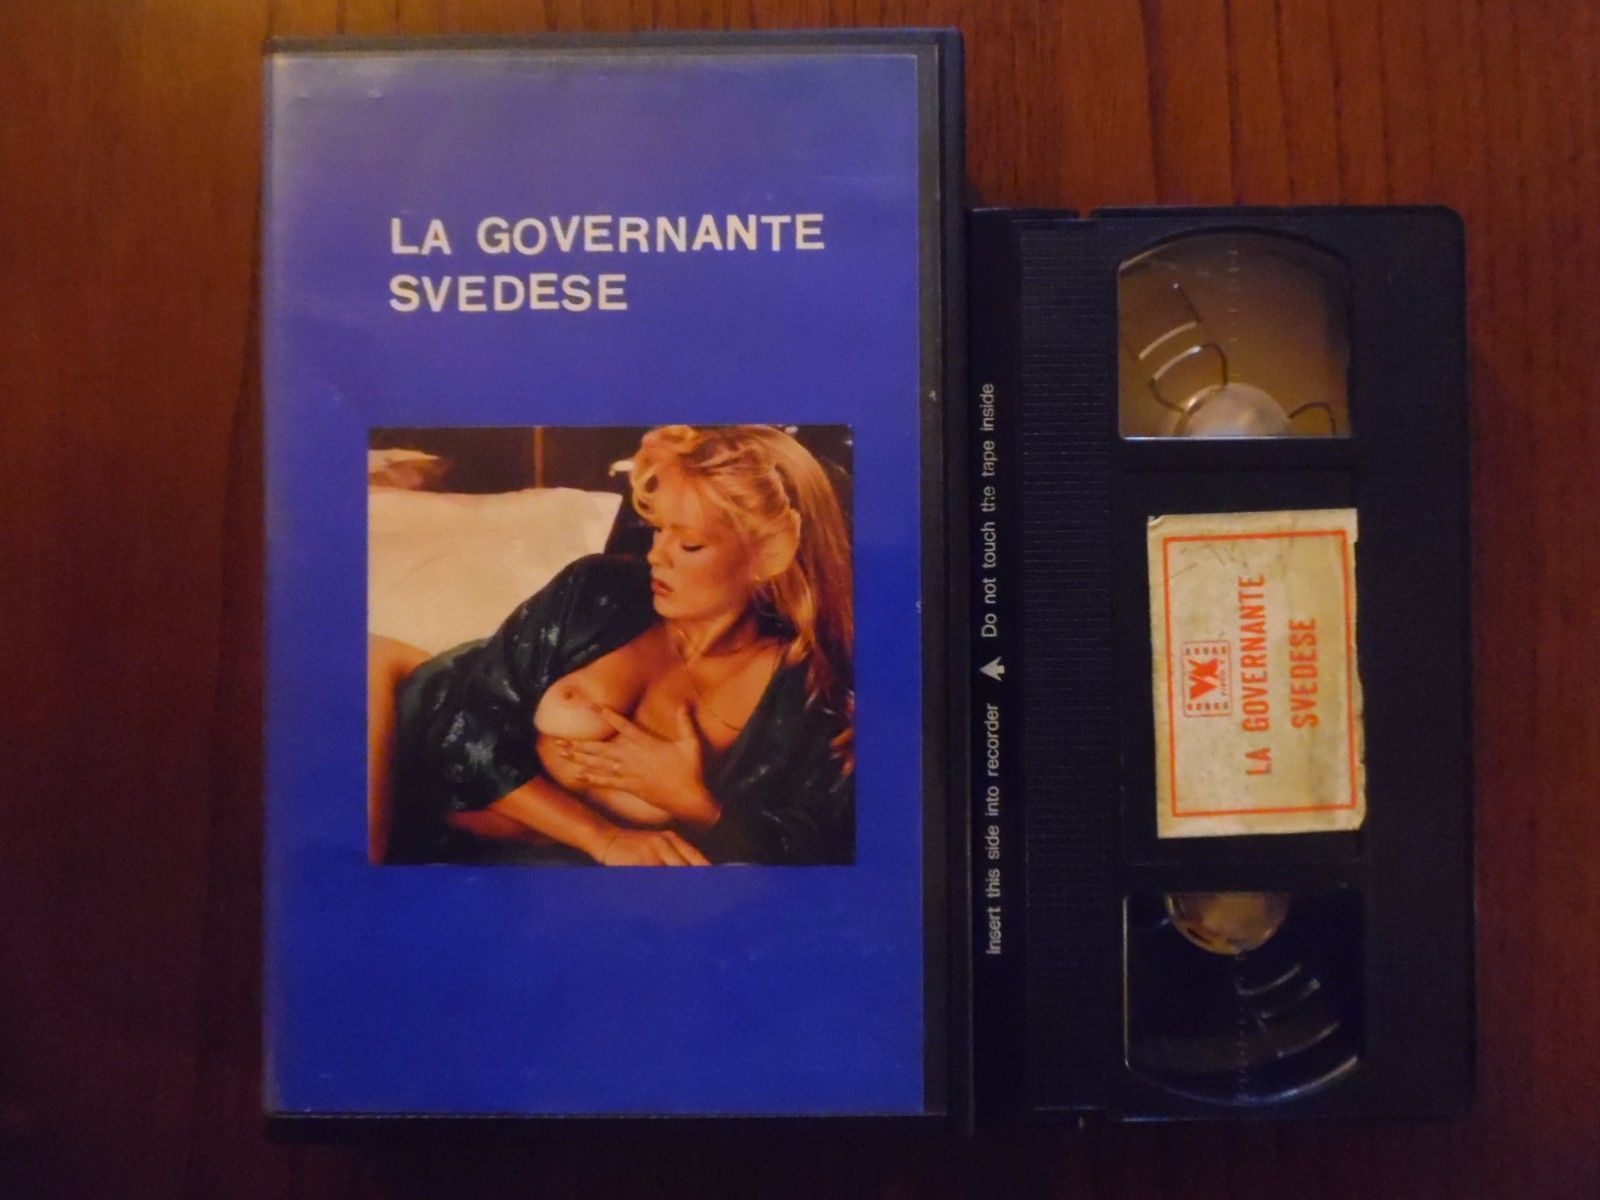 LA GOVERNANTE
SVEDESE
Insert this side into recorder Do not touch the tape inside
VK
LA GOVERNANTE
SVEDESE